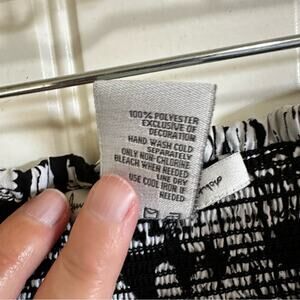 100% POLYESTER
EXCLUSIVE OF
DECORATION
HAND WASH COLD
SEPARATELY
ONLY NON-CHLORINE
BLEACH WHEN NEEDED
LINE DRY
USE COOL IRON IF
NEEDED